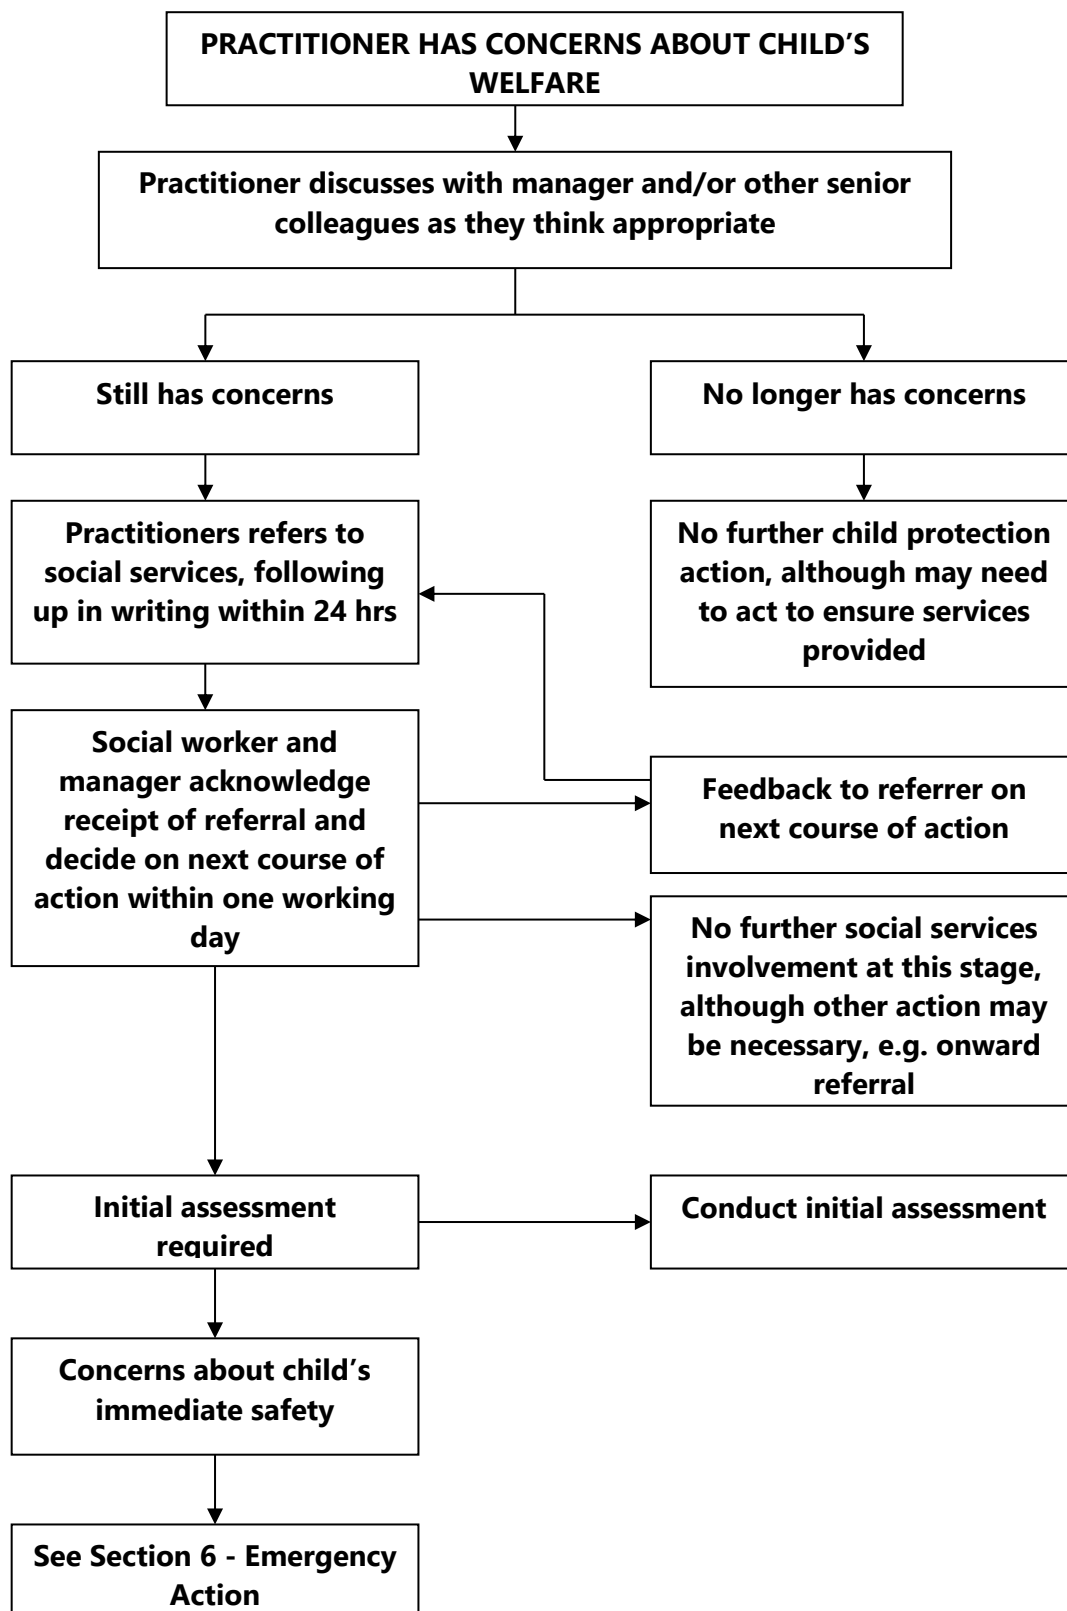 PRACTITIONER HAS CONCERNS ABOUT CHILD’S
WELFARE
Practitioner discusses with manager and/or other senior
colleagues as they think appropriate
Still has concerns
No longer has concerns
Practitioners refers to
social services, following
up in writing within 24 hrs
No further child protection
action, although may need
to act to ensure services
provided
Social worker and
manager acknowledge
receipt of referral and
decide on next course of
action within one working
day
Feedback to referrer on
next course of action
No further social services
involvement at this stage,
although other action may
be necessary, e.g. onward
referral
Initial assessment
required
Conduct initial assessment
Concerns about child’s
immediate safety
See Section 6 - Emergency
Action